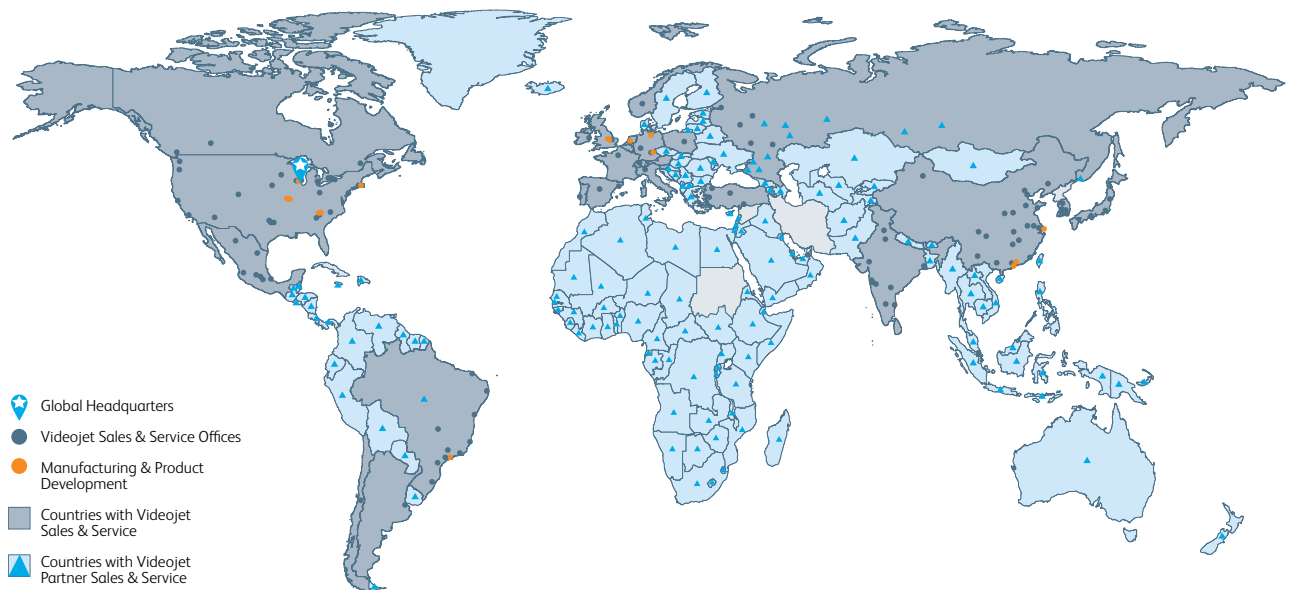 Global Headquarters
Videojet Sales & Service Offices
Manufacturing & Product
Development
Countries with Videojet
Sales & Service
Countries with Videojet
Partner Sales & Service